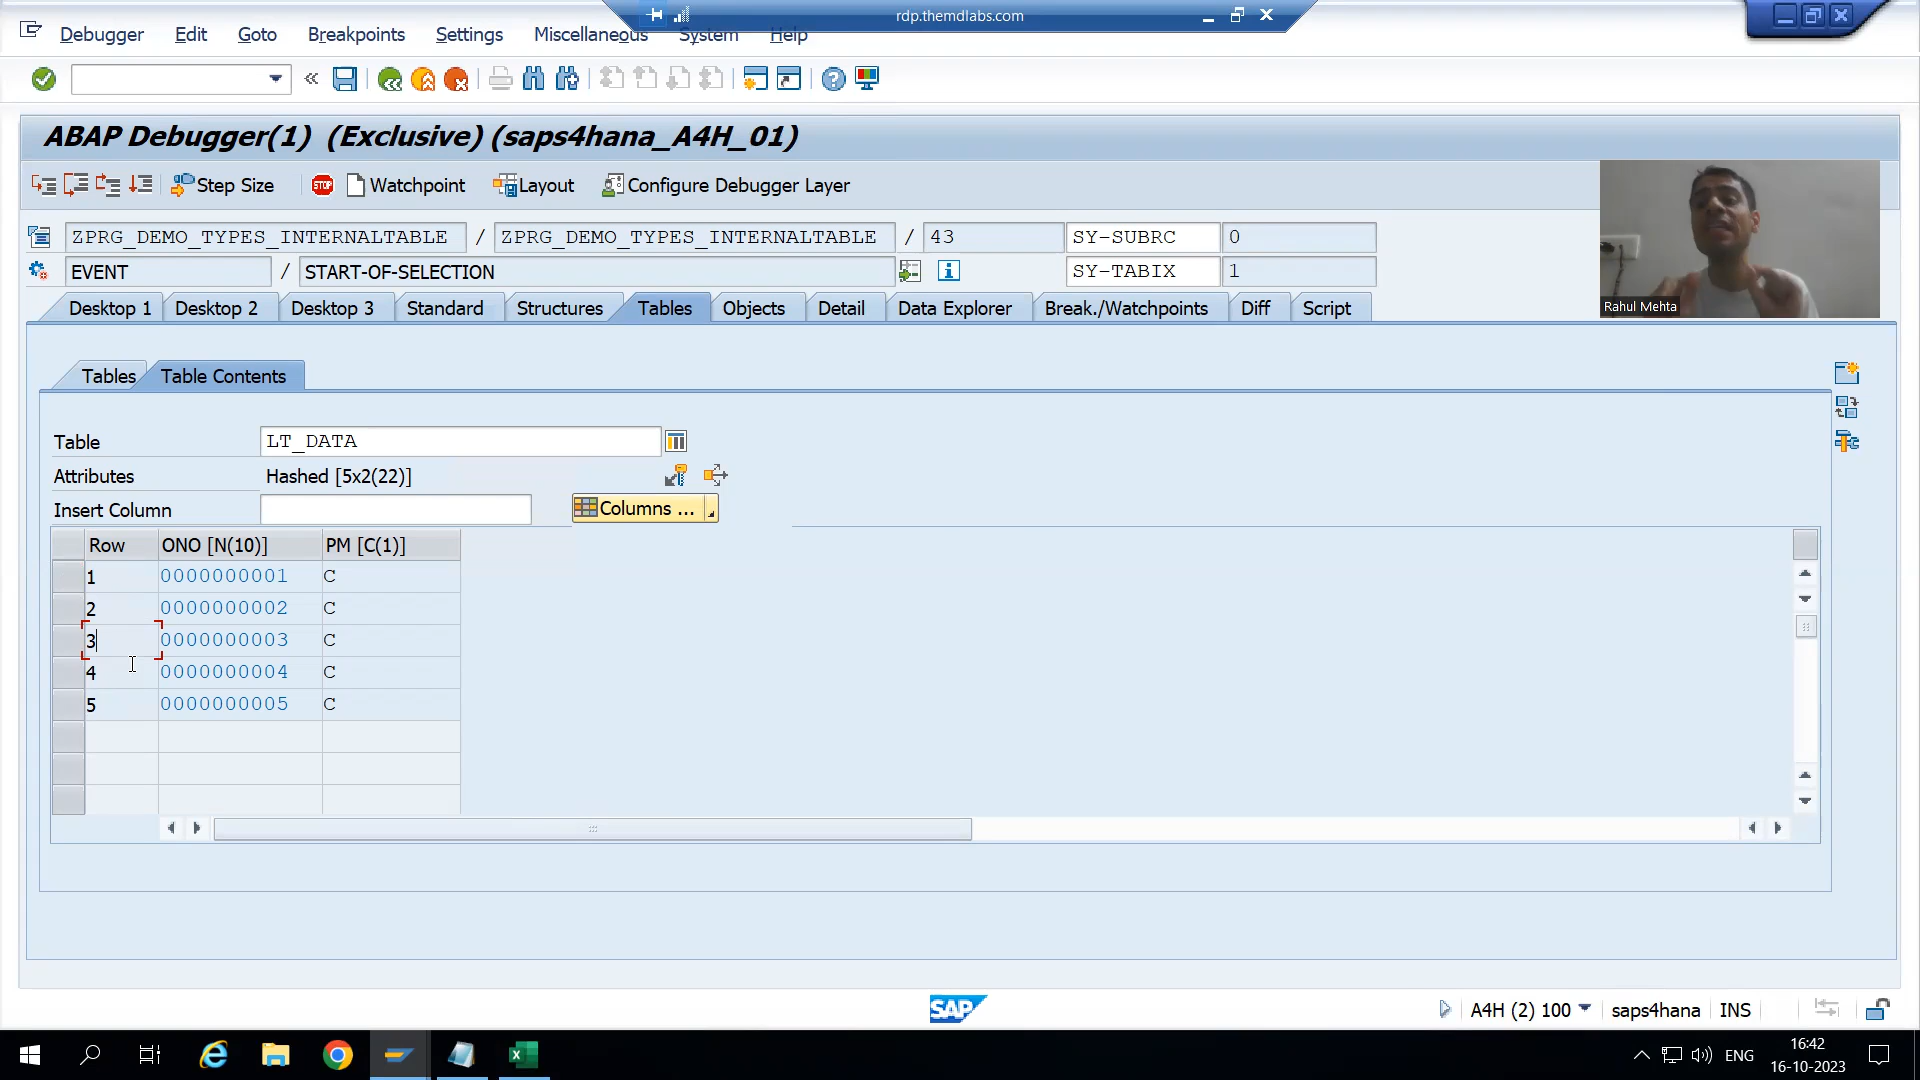 rdp.themdlabs.com
Debugger Edit Goto Breakpoints Settings Miscellaneous System Help
ABAP Debugger(1) (Exclusive) (saps4hana_A4H_01)
Step Size STOP Watchpoint Layout Configure Debugger Layer
ZPRG_DEMO_TYPES_INTERNALTABLE / ZPRG_DEMO_TYPES_INTERNALTABLE / 43 SY-SUBRC 0
EVENT / START-OF-SELECTION SY-TABIX 1
Rahul Mehta
Desktop 1 Desktop 2 Desktop 3 Standard Structures Tables Objects Detail Data Explorer Break./Watchpoints Diff Script
Tables Table Contents
Table LT_DATA
Attributes Hashed [5x2(22)]
Insert Column Columns ...
Row ONO [N(10)] PM [C(1)]
1 0000000001 C
2 0000000002 C
3 0000000003 C
4 0000000004 C
5 0000000005 C
SAP A4H (2) 100 saps4hana INS
ENG 16:42
16-10-2023